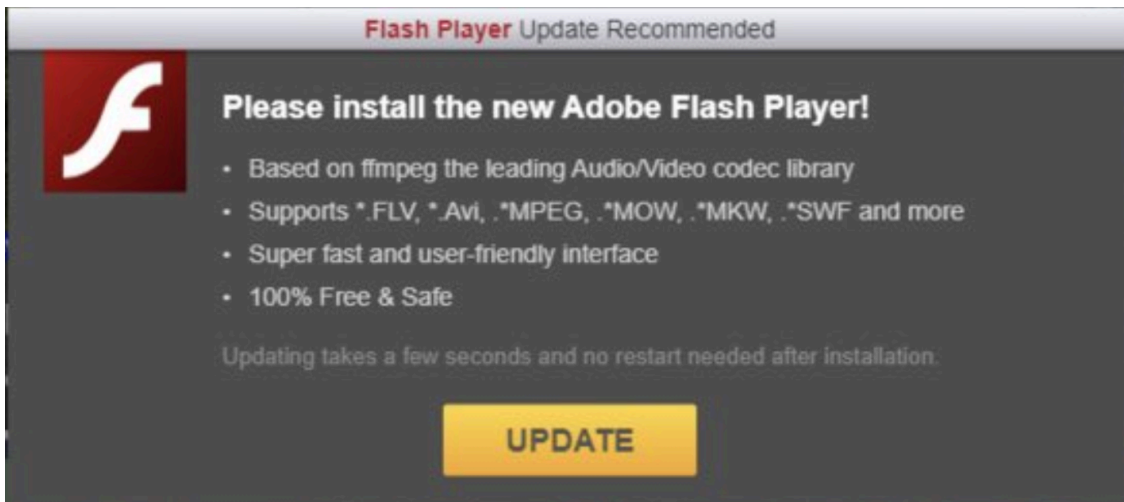 Flash Player Update Recommended
Please install the new Adobe Flash Player!
• Based on ffmpeg the leading Audio/Video codec library
• Supports *.FLV, *.Avi, .*MPEG, .*MOW, .*MKW, .*SWF and more
• Super fast and user-friendly interface
• 100% Free & Safe
Updating takes a few seconds and no restart needed after installation.
UPDATE